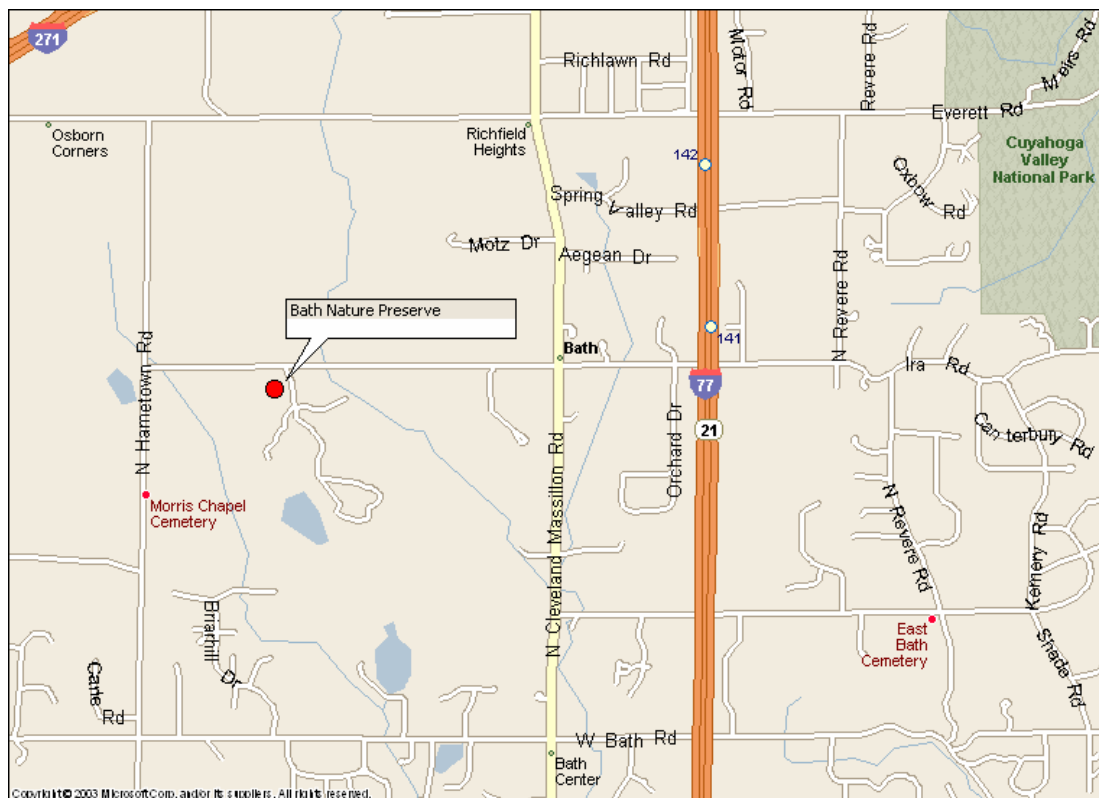 271
Richlawn Rd
Motor Rd
Revere Rd
Meirs Rd
Everett Rd
Osborn
Corners
Richfield
Heights
Cuyahoga
Valley
National Park
142
Oxbow Rd
Spring Valley Rd
Motz Dr
Aegean Dr
N Revere Rd
Bath Nature Preserve
N Hametown Rd
141
Bath
Ira Rd
77
21
Orchard Dr
Canterbury Rd
N Cleveland Massillon Rd
Morris Chapel
Cemetery
N Revere Rd
Kemery Rd
Briarhill Dr
East
Bath
Cemetery
Shade Rd
Rd
W Bath Rd
Bath
Center
Copyright © 2003 Microsoft Corp. and/or its suppliers. All rights reserved.